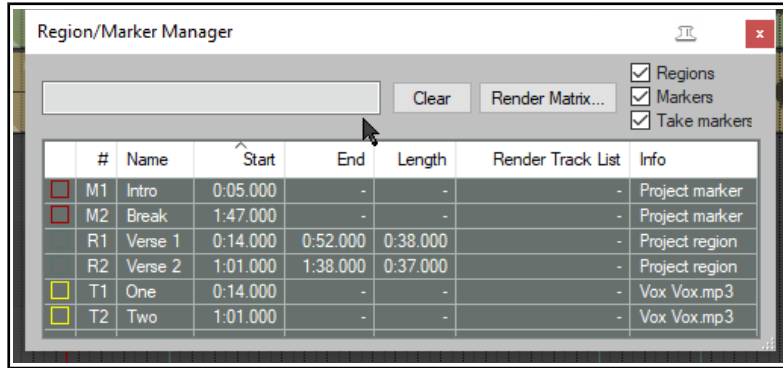 Region/Marker Manager
x
Regions
Clear Render Matrix... Markers
Take markers
# Name Start End Length Render Track List Info
M1 Intro 0:05.000 - - - Project marker
M2 Break 1:47.000 - - - Project marker
R1 Verse 1 0:14.000 0:52.000 0:38.000 - Project region
R2 Verse 2 1:01.000 1:38.000 0:37.000 - Project region
T1 One 0:14.000 - - - Vox Vox.mp3
T2 Two 1:01.000 - - - Vox Vox.mp3